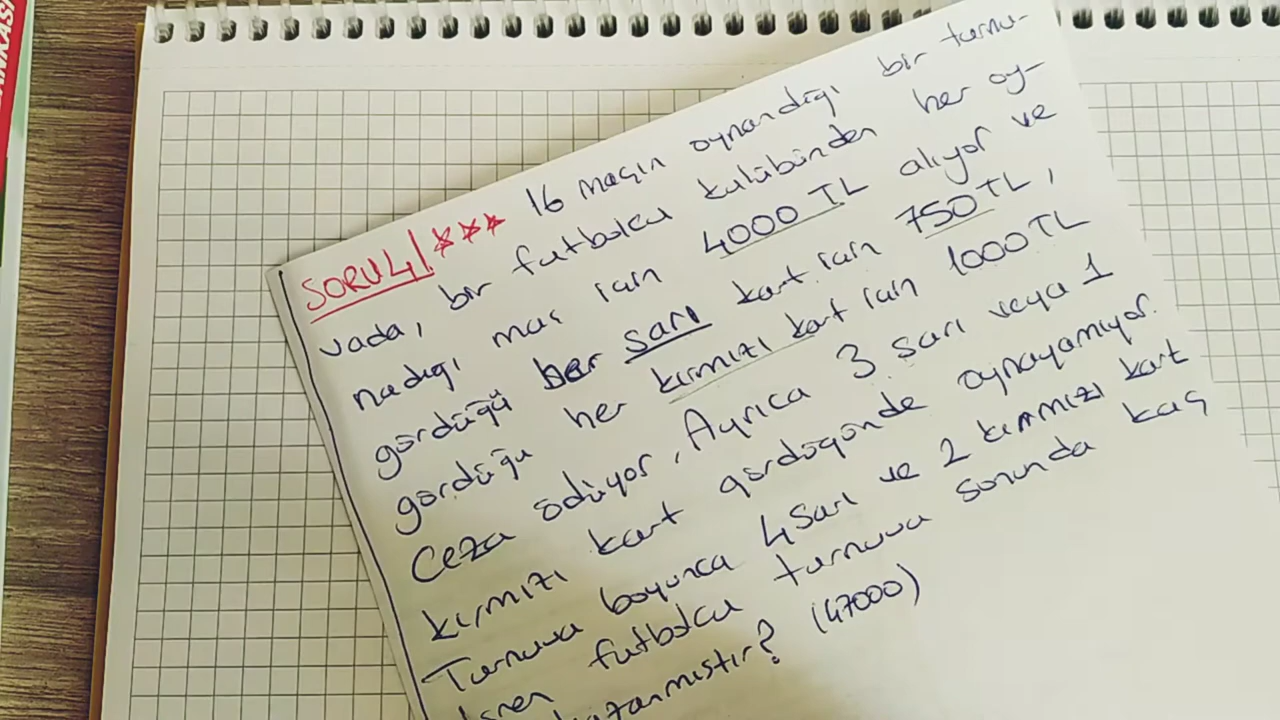 ANKASI
SORU 4! *** 16 maçın oynandığı bir turnu-
vada, bir futbolcu kulübünden her oy-
nadığı maç için 4000 TL alıyor ve
gördüğü her sarı kart için 750 TL,
gördüğü her kırmızı kart için 1000 TL
Ceza ödüyor. Ayrıca 3 sarı veya 1
kırmızı kart gördüğünde oynayamıyor.
Turnuva boyunca 4 sarı ve 2 kırmızı kart
gören futbolcu turnuva sonunda kaç
kazanmıştır? (47000)